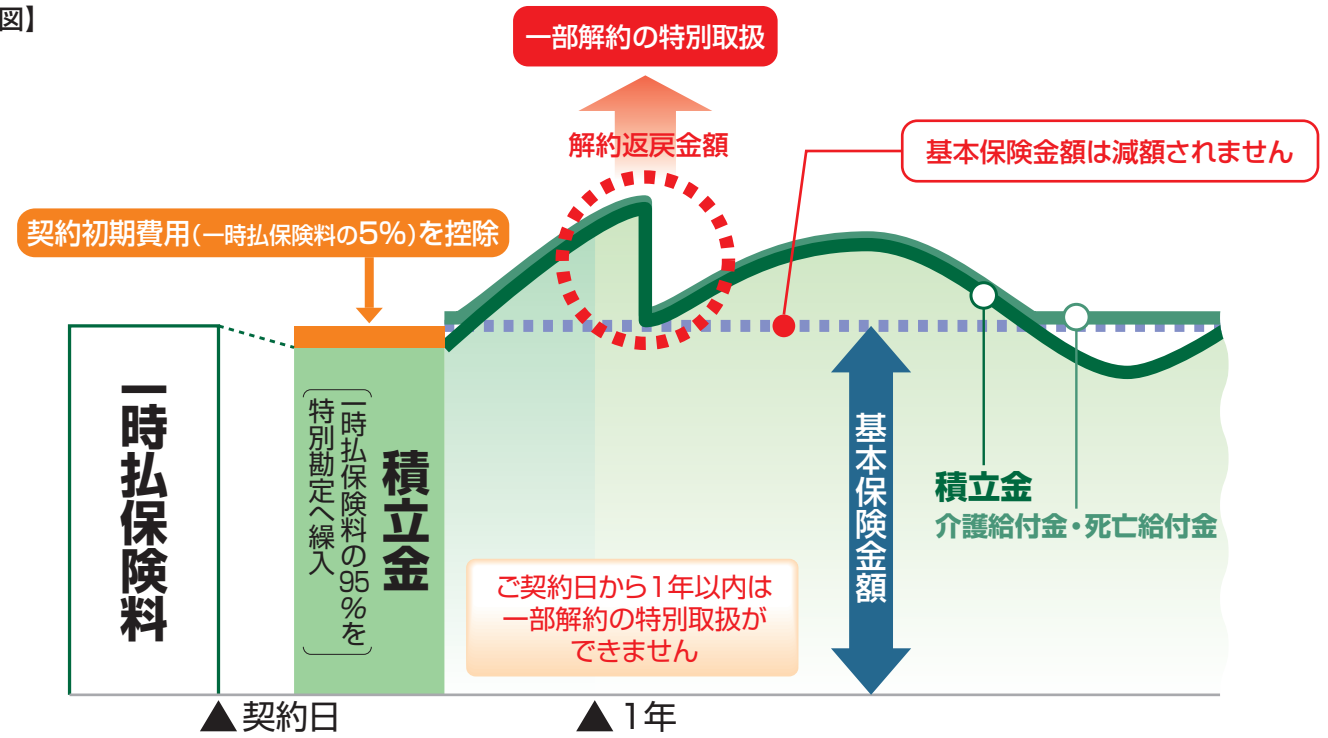 図】
一部解約の特別取扱
解約返戻金額
基本保険金額は減額されません
契約初期費用(一時払保険料の5%)を控除
一時払保険料
積立金
一時払保険料の95%を
特別勘定へ繰入
基本保険金額
積立金
介護給付金・死亡給付金
ご契約日から1年以内は
一部解約の特別取扱が
できません
▲契約日
▲1年